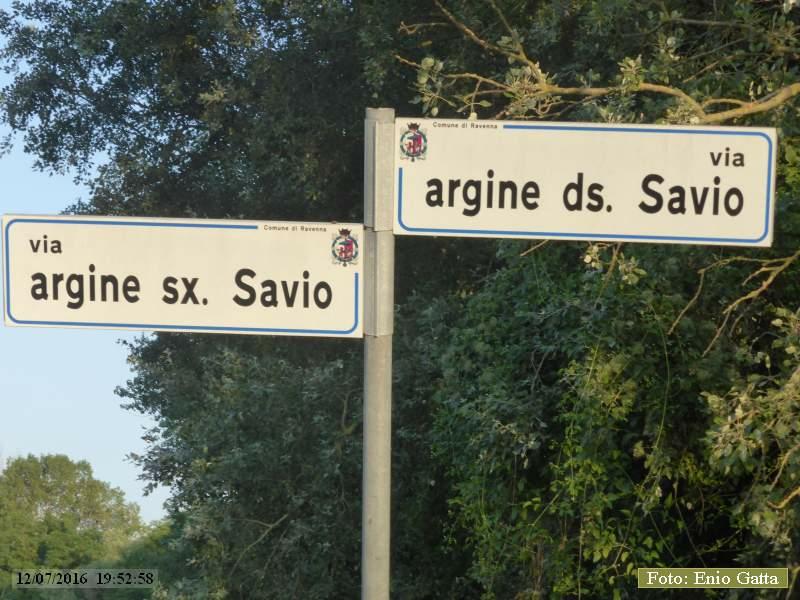 Comune di Ravenna
via
argine ds. Savio
Comune di Ravenna
via
argine sx. Savio
12/07/2016 19:52:58
Foto: Enio Gatta